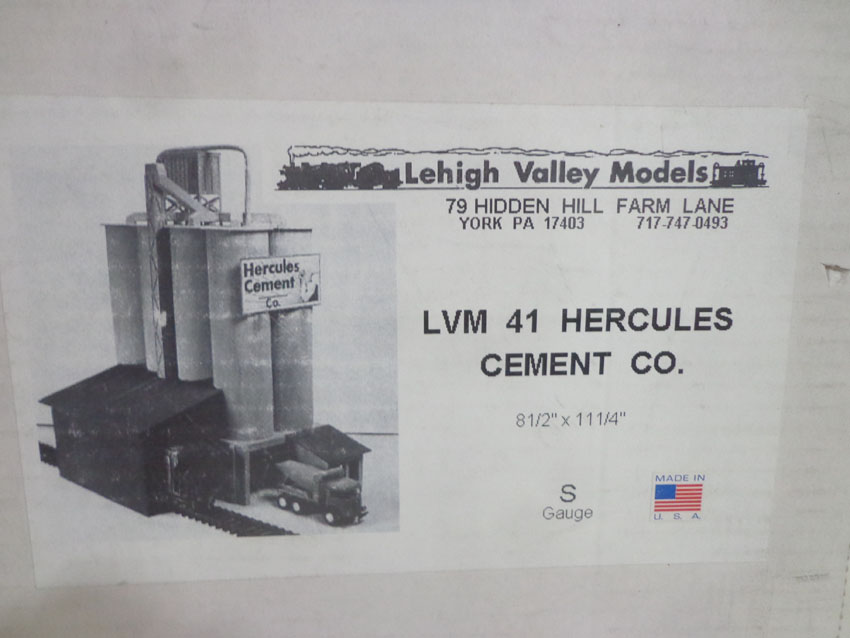 Lehigh Valley Models
79 HIDDEN HILL FARM LANE
YORK PA 17403 717-747-0493
Hercules
Cement
Co.
LVM 41 HERCULES
CEMENT CO.
81/2" x 111/4"
S
Gauge
MADE IN
U. S. A.